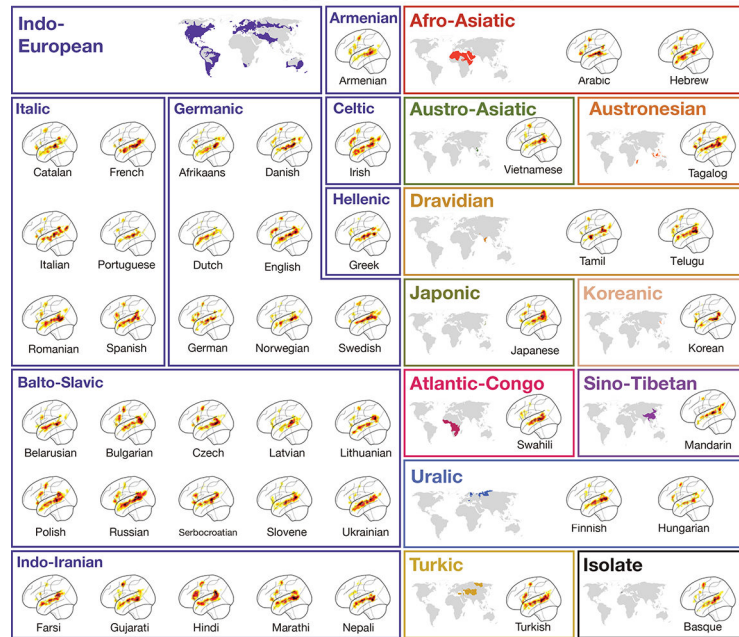 Indo-
European
Armenian
Armenian
Afro-Asiatic
Arabic
Hebrew
Italic
Catalan
French
Italian
Portuguese
Romanian
Spanish
Germanic
Afrikaans
Danish
Dutch
English
German
Norwegian
Swedish
Celtic
Irish
Hellenic
Greek
Austro-Asiatic
Vietnamese
Austronesian
Tagalog
Dravidian
Tamil
Telugu
Japonic
Japanese
Koreanic
Korean
Balto-Slavic
Belarusian
Bulgarian
Czech
Latvian
Lithuanian
Polish
Russian
Serbocroatian
Slovene
Ukrainian
Atlantic-Congo
Swahili
Sino-Tibetan
Mandarin
Uralic
Finnish
Hungarian
Indo-Iranian
Farsi
Gujarati
Hindi
Marathi
Nepali
Turkic
Turkish
Isolate
Basque